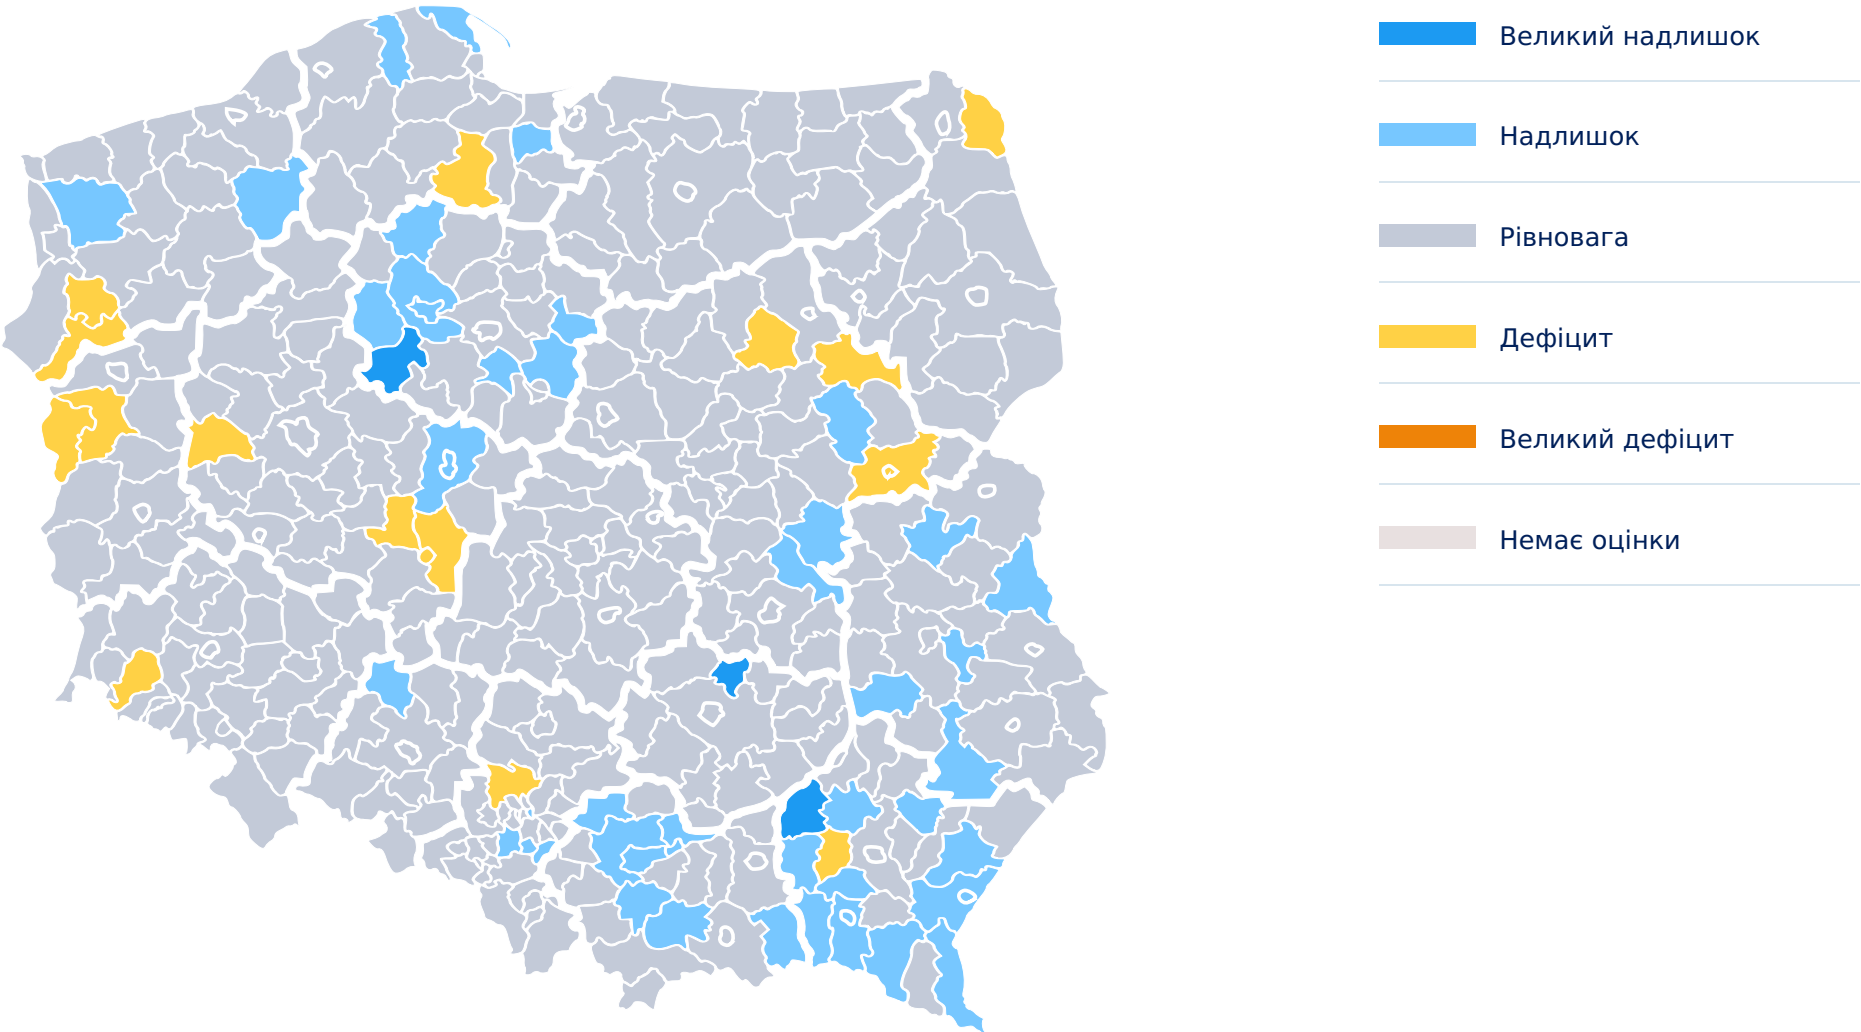 Великий надлишок
Надлишок
Рівновага
Дефіцит
Великий дефіцит
Немає оцінки